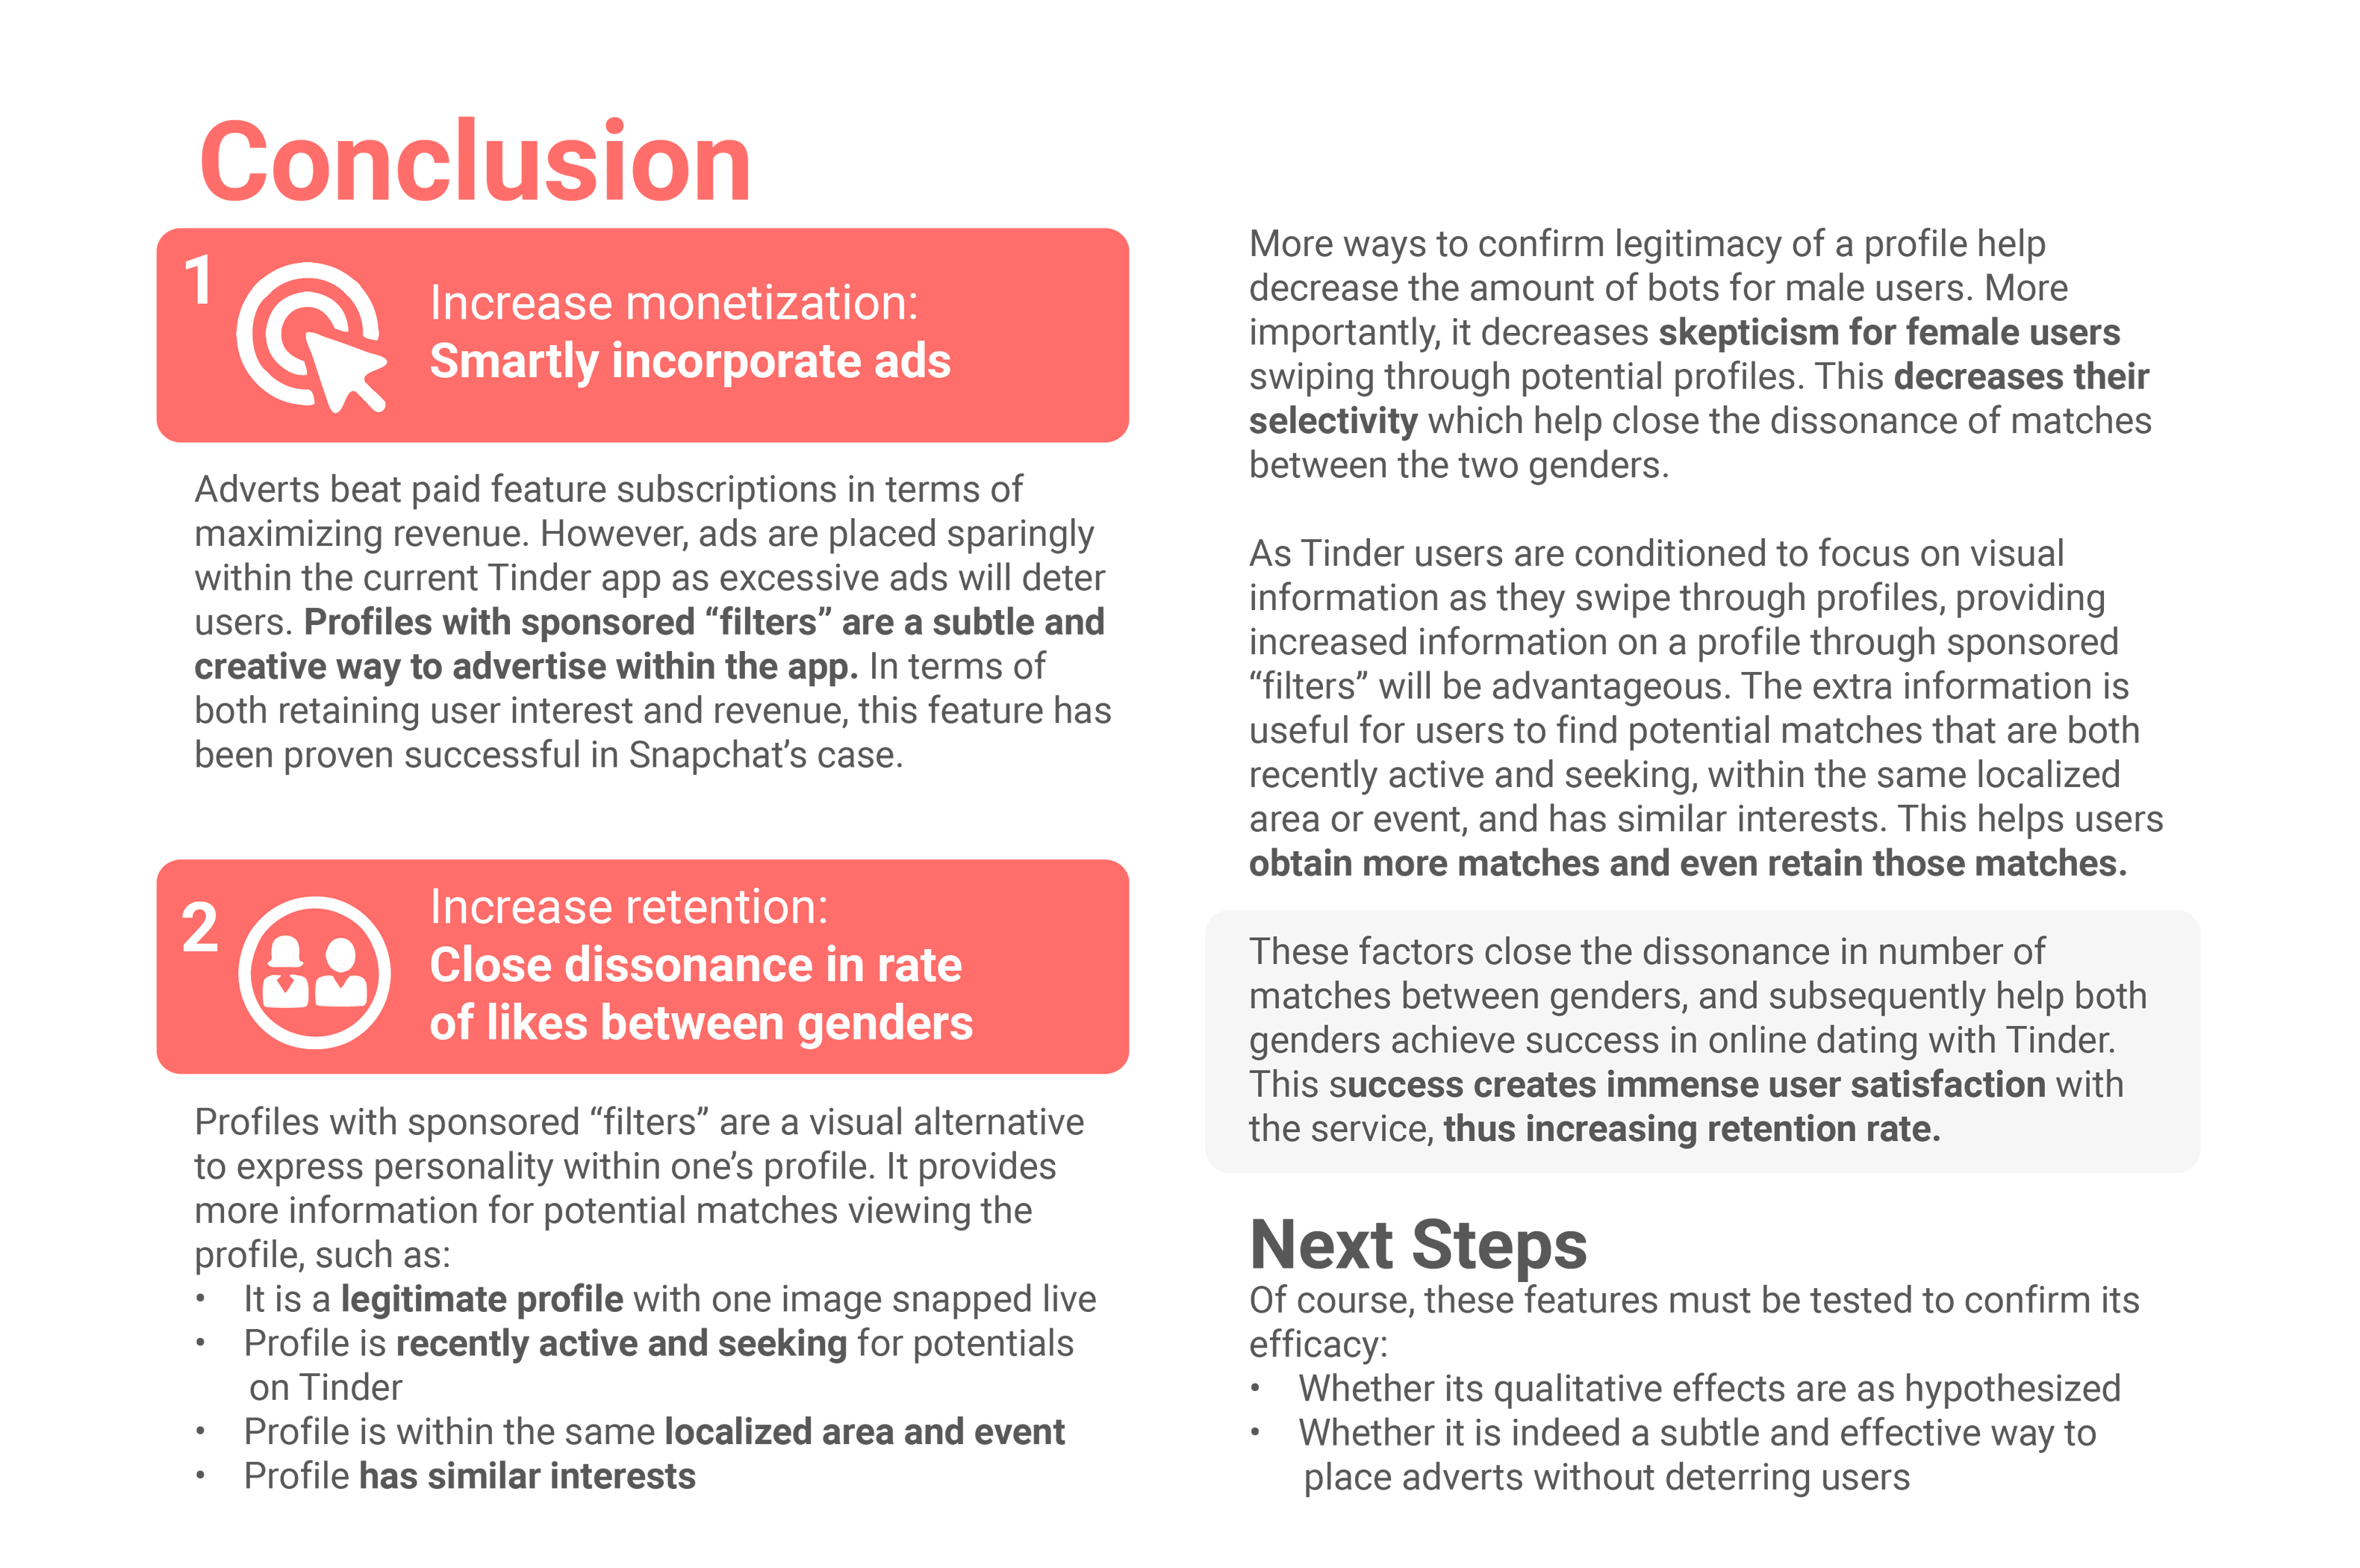 Conclusion
1
Increase monetization:
Smartly incorporate ads
Adverts beat paid feature subscriptions in terms of
maximizing revenue. However, ads are placed sparingly
within the current Tinder app as excessive ads will deter
users. Profiles with sponsored “filters” are a subtle and
creative way to advertise within the app. In terms of
both retaining user interest and revenue, this feature has
been proven successful in Snapchat’s case.
2
Increase retention:
Close dissonance in rate
of likes between genders
Profiles with sponsored “filters” are a visual alternative
to express personality within one’s profile. It provides
more information for potential matches viewing the
profile, such as:
• It is a legitimate profile with one image snapped live
• Profile is recently active and seeking for potentials
on Tinder
• Profile is within the same localized area and event
• Profile has similar interests
More ways to confirm legitimacy of a profile help
decrease the amount of bots for male users. More
importantly, it decreases skepticism for female users
swiping through potential profiles. This decreases their
selectivity which help close the dissonance of matches
between the two genders.
As Tinder users are conditioned to focus on visual
information as they swipe through profiles, providing
increased information on a profile through sponsored
“filters” will be advantageous. The extra information is
useful for users to find potential matches that are both
recently active and seeking, within the same localized
area or event, and has similar interests. This helps users
obtain more matches and even retain those matches.
These factors close the dissonance in number of
matches between genders, and subsequently help both
genders achieve success in online dating with Tinder.
This success creates immense user satisfaction with
the service, thus increasing retention rate.
Next Steps
Of course, these features must be tested to confirm its
efficacy:
• Whether its qualitative effects are as hypothesized
• Whether it is indeed a subtle and effective way to
place adverts without deterring users